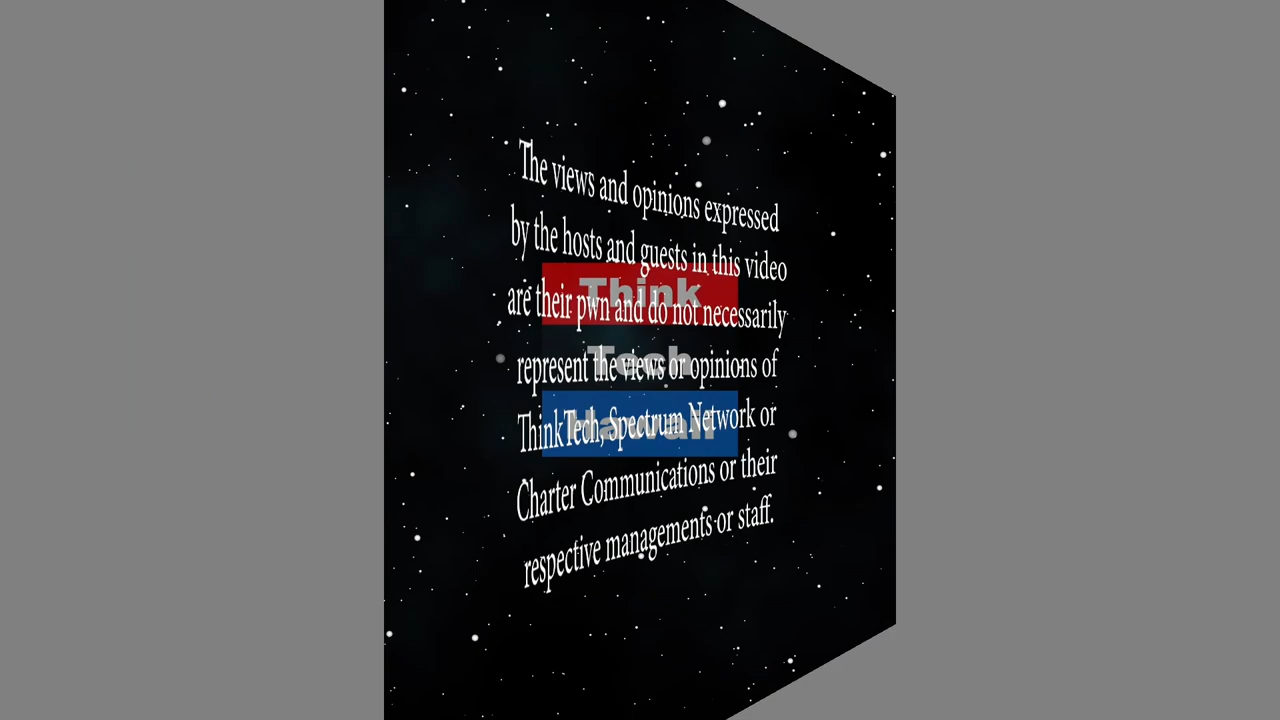 The views and opinions expressed
by the hosts and guests in this video
are their pwn and do not necessarily
represent the views or opinions of
ThinkTech, Spectrum Network or
Charter Communications or their
respective managements or staff.
Think
Tech
Hawaii